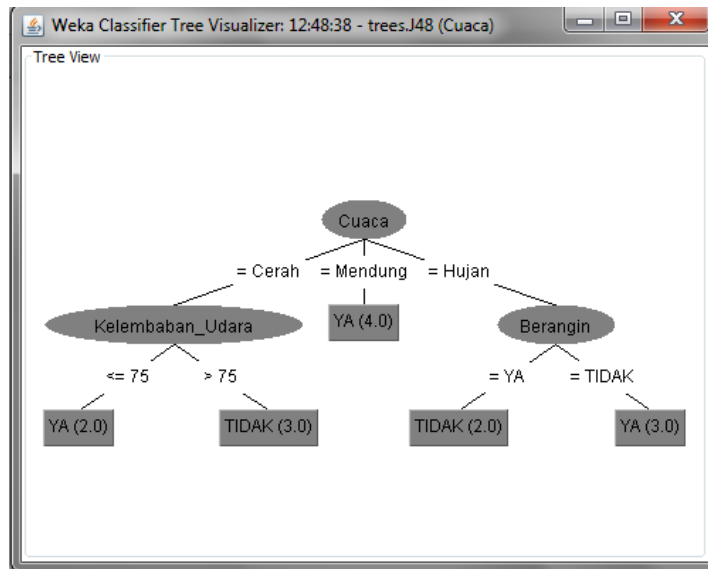 Weka Classifier Tree Visualizer: 12:48:38 - trees.J48 (Cuaca)
Tree View
Cuaca
= Cerah
= Mendung
= Hujan
Kelembaban_Udara
YA (4.0)
Berangin
<= 75
> 75
= YA
= TIDAK
YA (2.0)
TIDAK (3.0)
TIDAK (2.0)
YA (3.0)